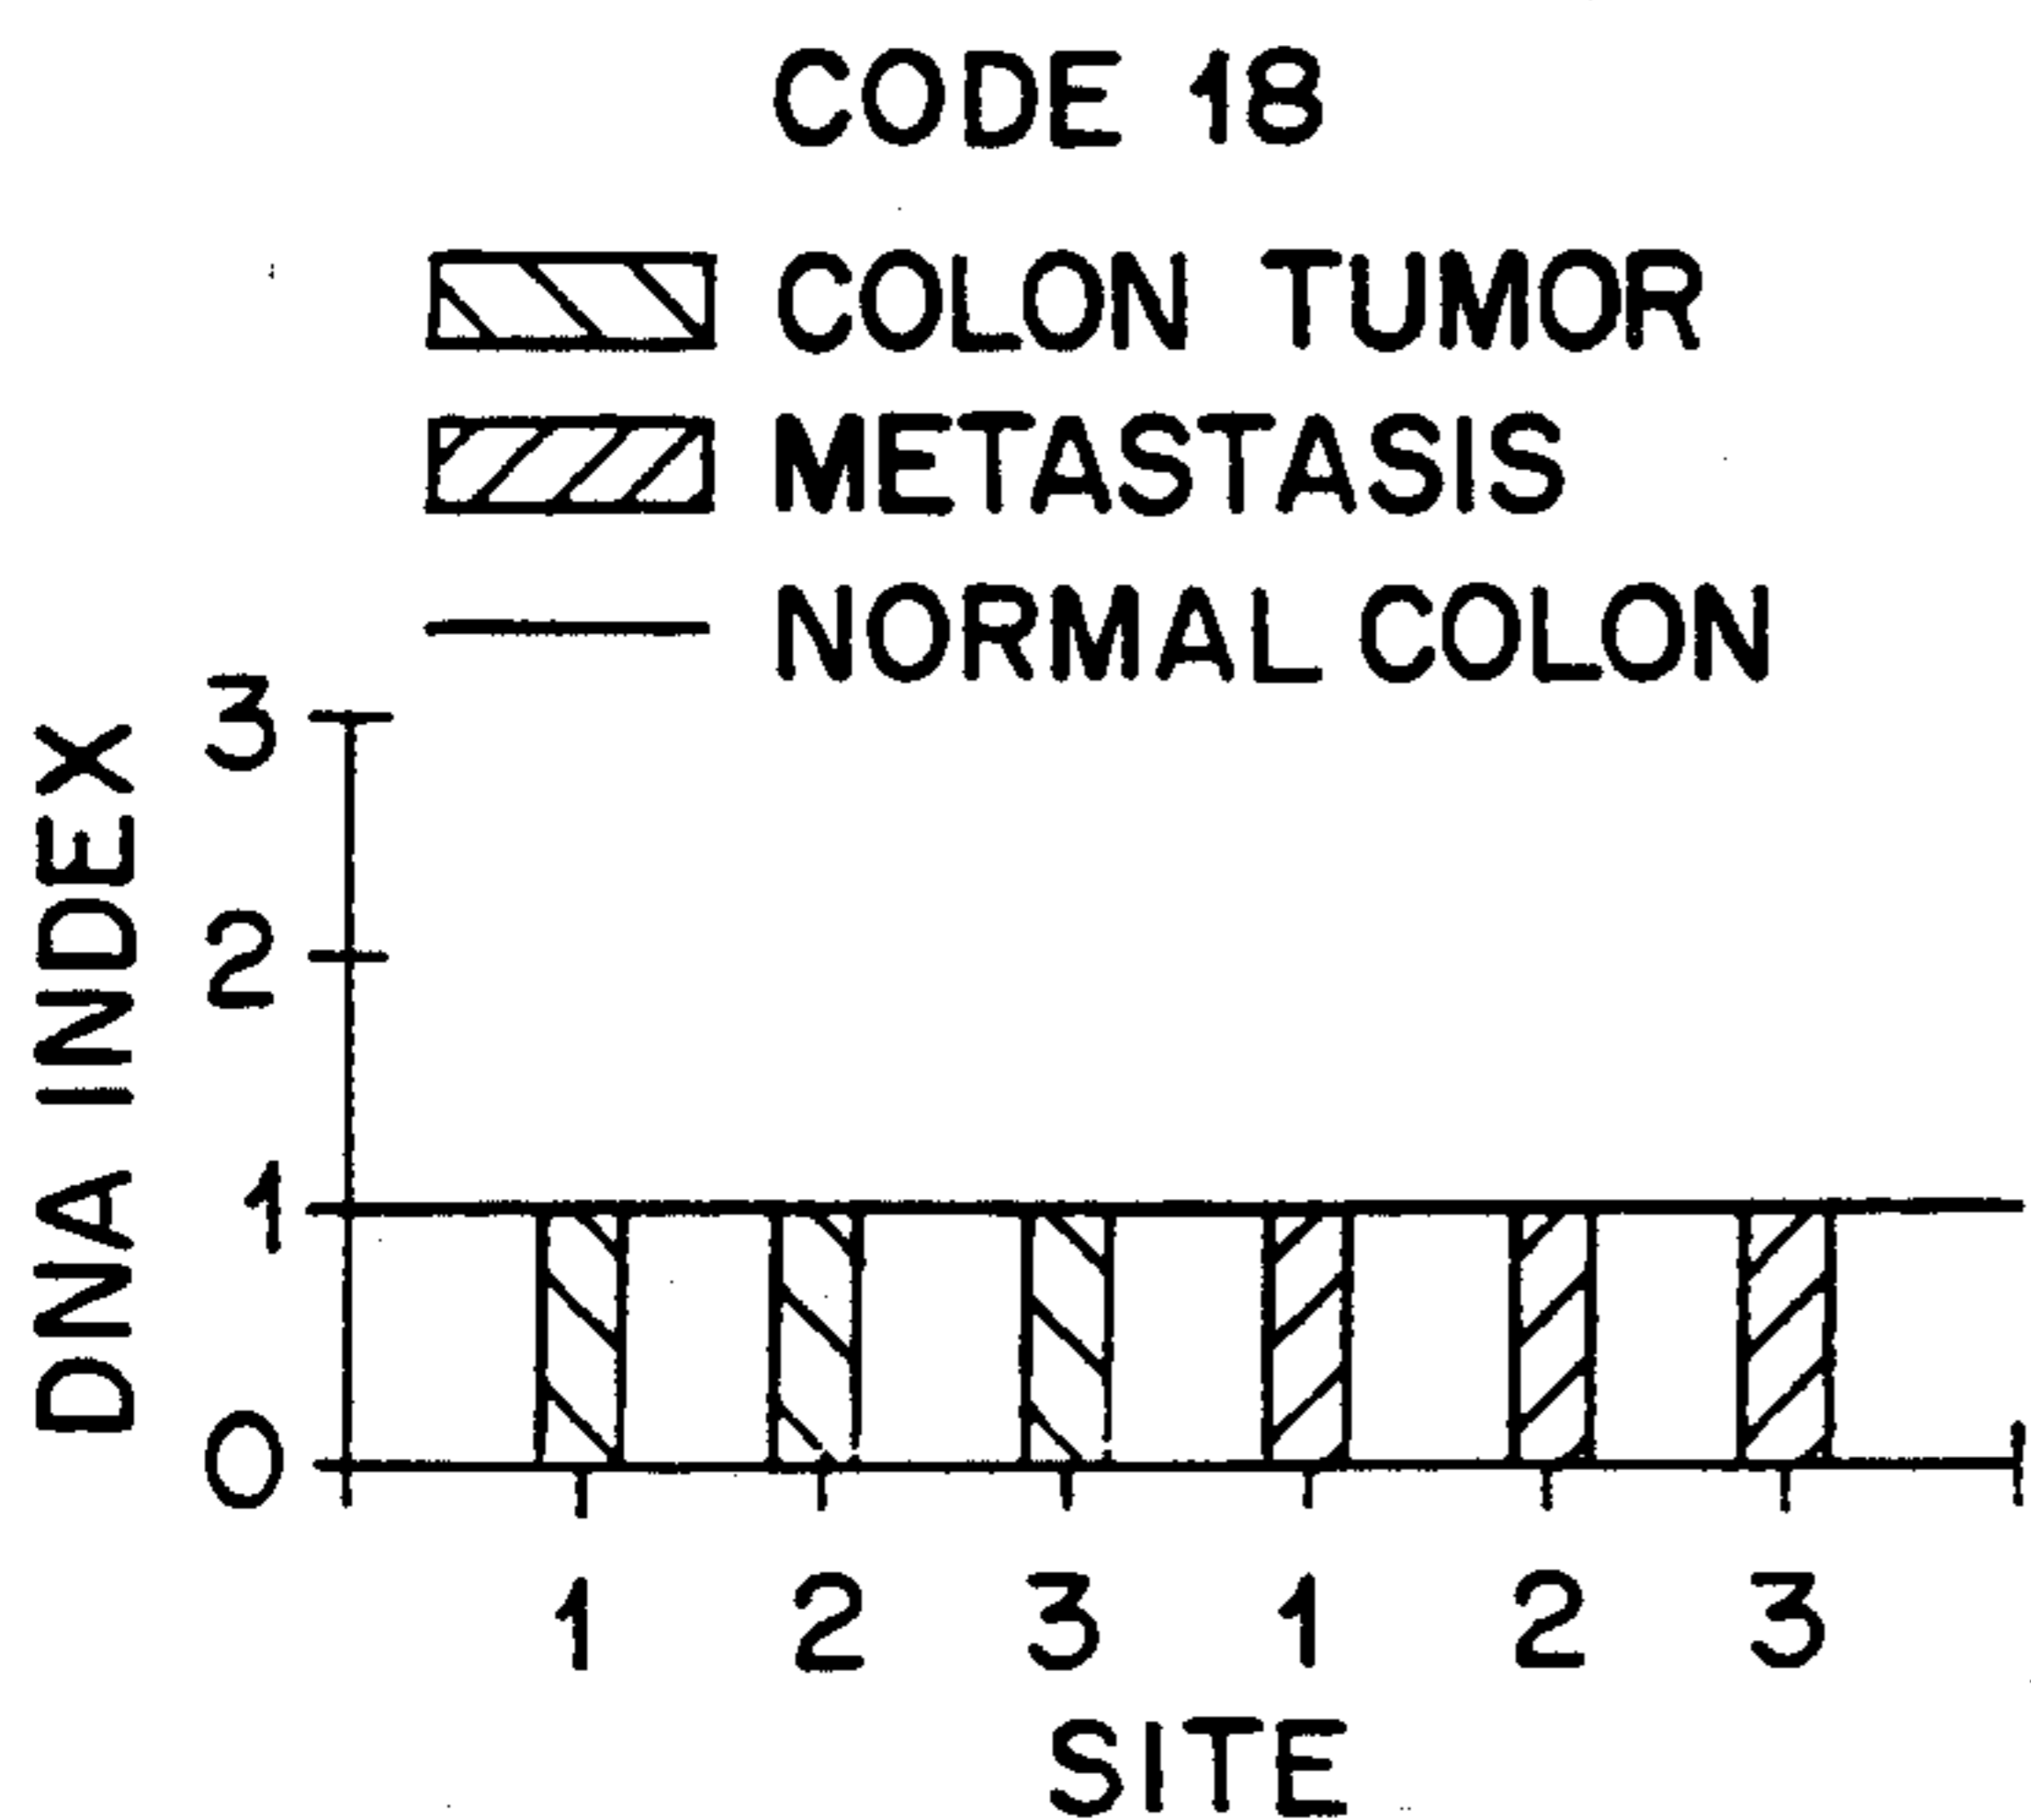 CODE 18
COLON TUMOR
METASTASIS
NORMAL COLON
DNA INDEX
3
2
1
0
1 2 3 1 2 3
SITE